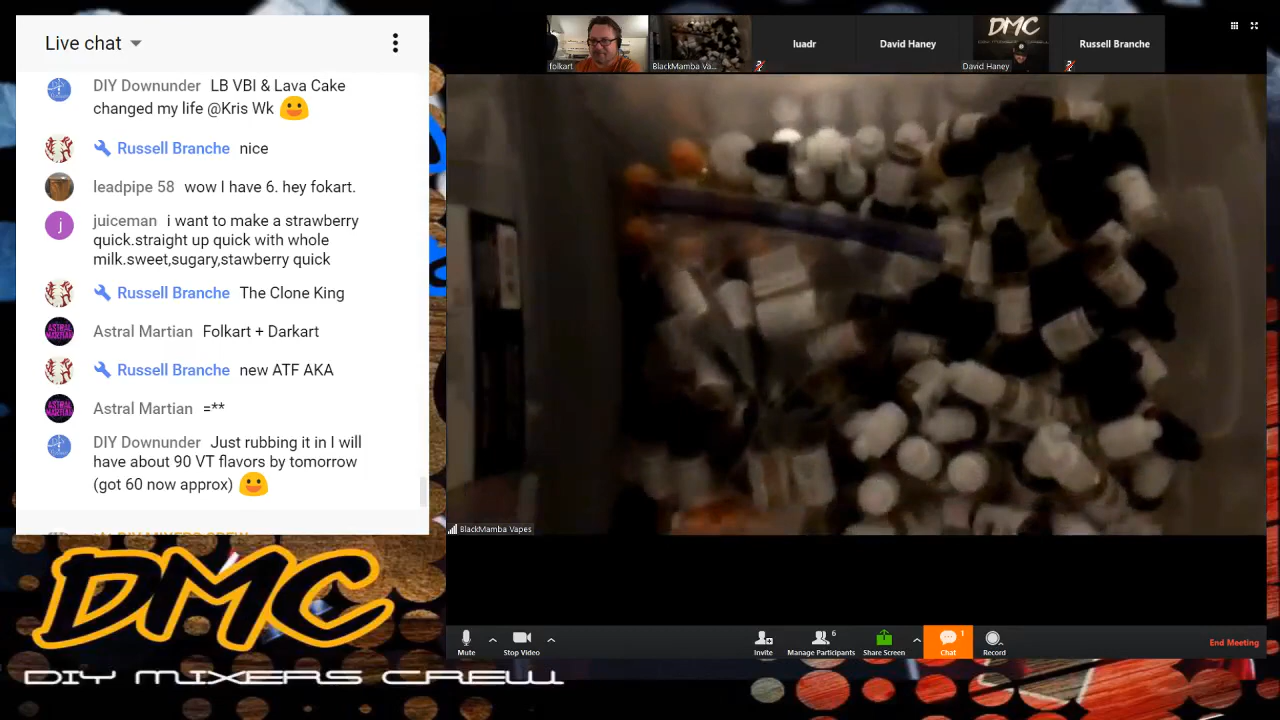 Live chat
DIY Downunder LB VBI & Lava Cake
changed my life @Kris Wk
Russell Branche nice
leadpipe 58 wow I have 6. hey fokart.
j
juiceman i want to make a strawberry
quick.straight up quick with whole
milk.sweet,sugary,stawberry quick
Russell Branche The Clone King
Astral Martian Folkart + Darkart
Russell Branche new ATF AKA
Astral Martian =**
DIY Downunder Just rubbing it in I will
have about 90 VT flavors by tomorrow
(got 60 now approx)
DMC
DIY MIXERS CREW
folkart
BlackMamba Va...
luadr
David Haney
DMC
David Haney
Russell Branche
BlackMamba Vapes
Mute
Stop Video
Invite
6
Manage Participants
Share Screen
1
Chat
Record
End Meeting